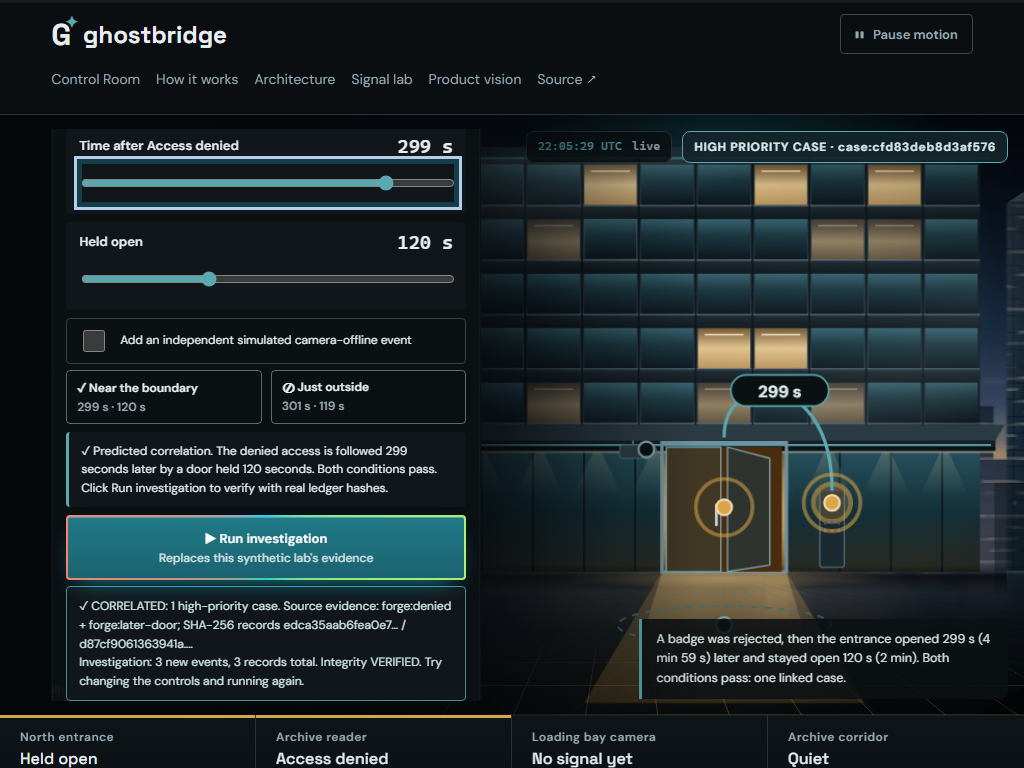 G ghostbridge
Pause motion
Control Room How it works Architecture Signal lab Product vision Source ↗
Time after Access denied 299 s
Held open 120 s
Add an independent simulated camera-offline event
✓ Near the boundary
299 s · 120 s
⊘ Just outside
301 s · 119 s
✓ Predicted correlation. The denied access is followed 299
seconds later by a door held 120 seconds. Both conditions pass.
Click Run investigation to verify with real ledger hashes.
▶ Run investigation
Replaces this synthetic lab's evidence
✓ CORRELATED: 1 high-priority case. Source evidence: forge:denied
+ forge:later-door; SHA-256 records edca35aab6fea0e7… /
d87cf9061363941a….
Investigation: 3 new events, 3 records total. Integrity VERIFIED. Try
changing the controls and running again.
22:05:29 UTC live
HIGH PRIORITY CASE · case:cfd83deb8d3af576
299 s
A badge was rejected, then the entrance opened 299 s (4
min 59 s) later and stayed open 120 s (2 min). Both
conditions pass: one linked case.
North entrance
Held open
Archive reader
Access denied
Loading bay camera
No signal yet
Archive corridor
Quiet